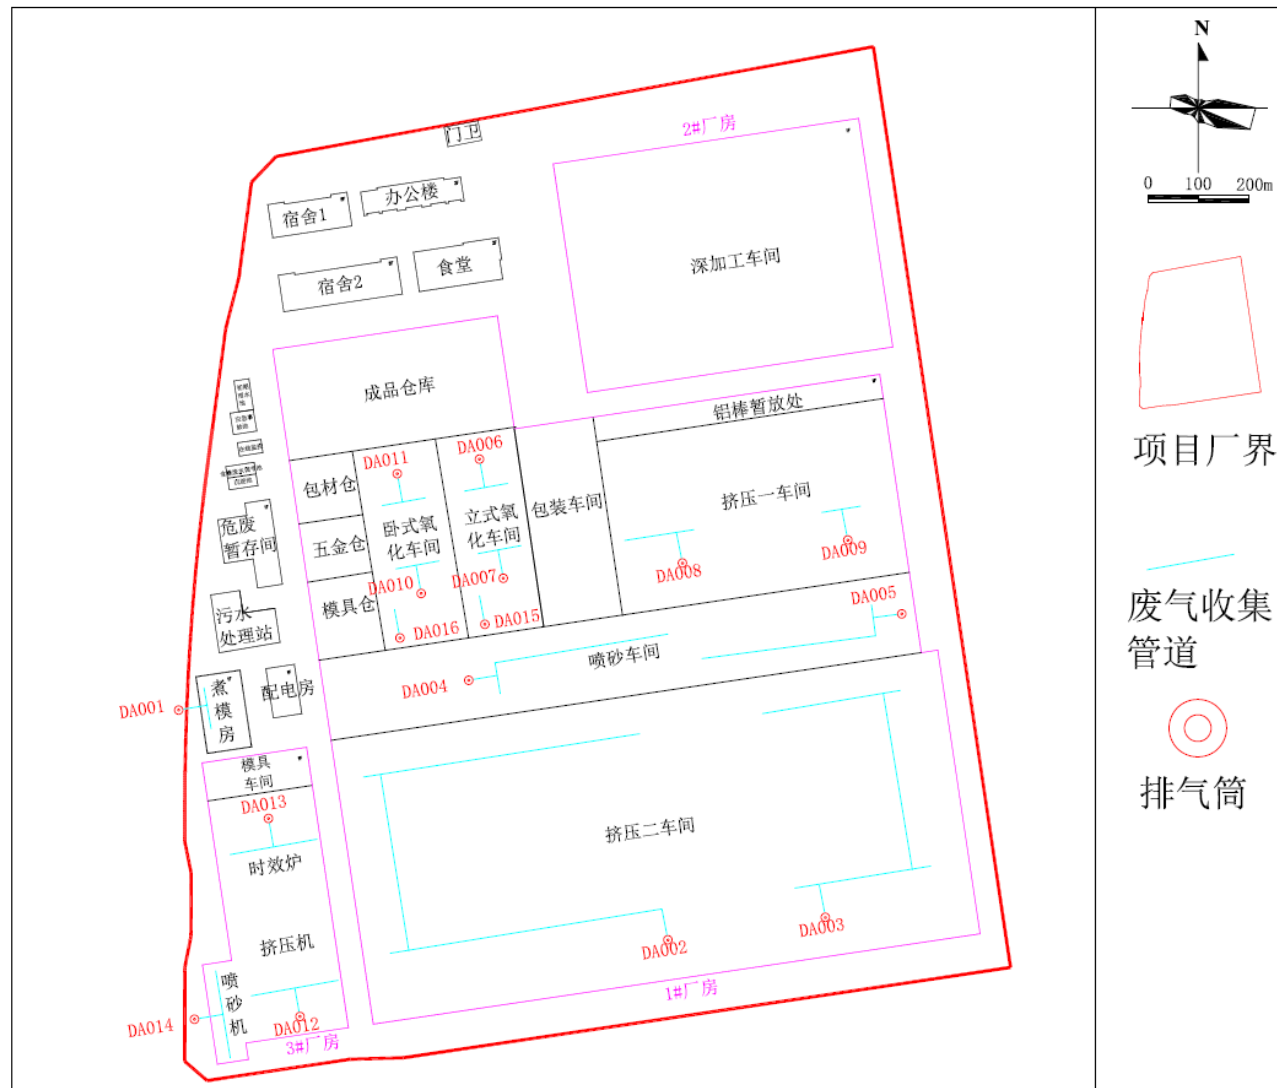 N
0 100 200m
项目厂界
废气收集
管道
排气筒
门卫
2#厂房
宿舍1
办公楼
宿舍2
食堂
深加工车间
成品仓库
铝棒暂放处
DA011
DA006
包材仓
卧式氧
化车间
立式氧
化车间
包装车间
挤压一车间
危废
暂存间
五金仓
DA008
DA009
DA010
DA007
模具仓
DA016
DA015
DA005
污水
处理站
喷砂车间
DA004
DA001
煮
模
房
配电房
模具
车间
DA013
时效炉
挤压二车间
挤压机
DA002
DA003
喷
砂
机
DA014
DA012
1#厂房
3#厂房